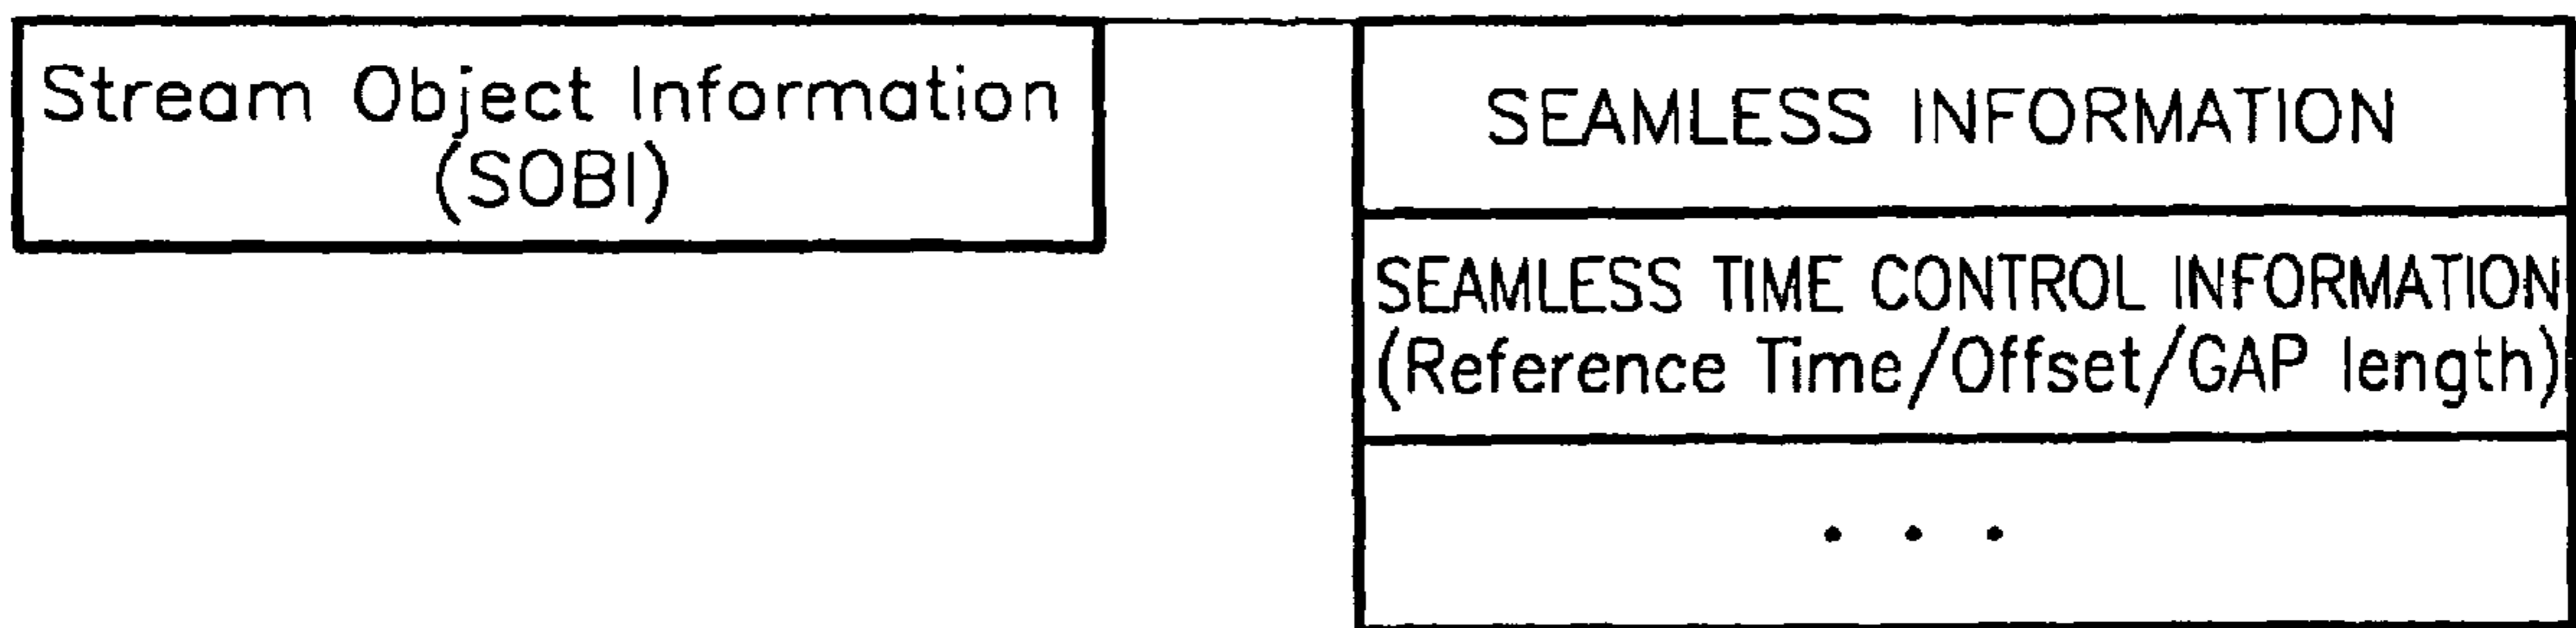 Stream Object Information
(SOBI)
SEAMLESS INFORMATION
SEAMLESS TIME CONTROL INFORMATION
(Reference Time/Offset/GAP length)
. . .